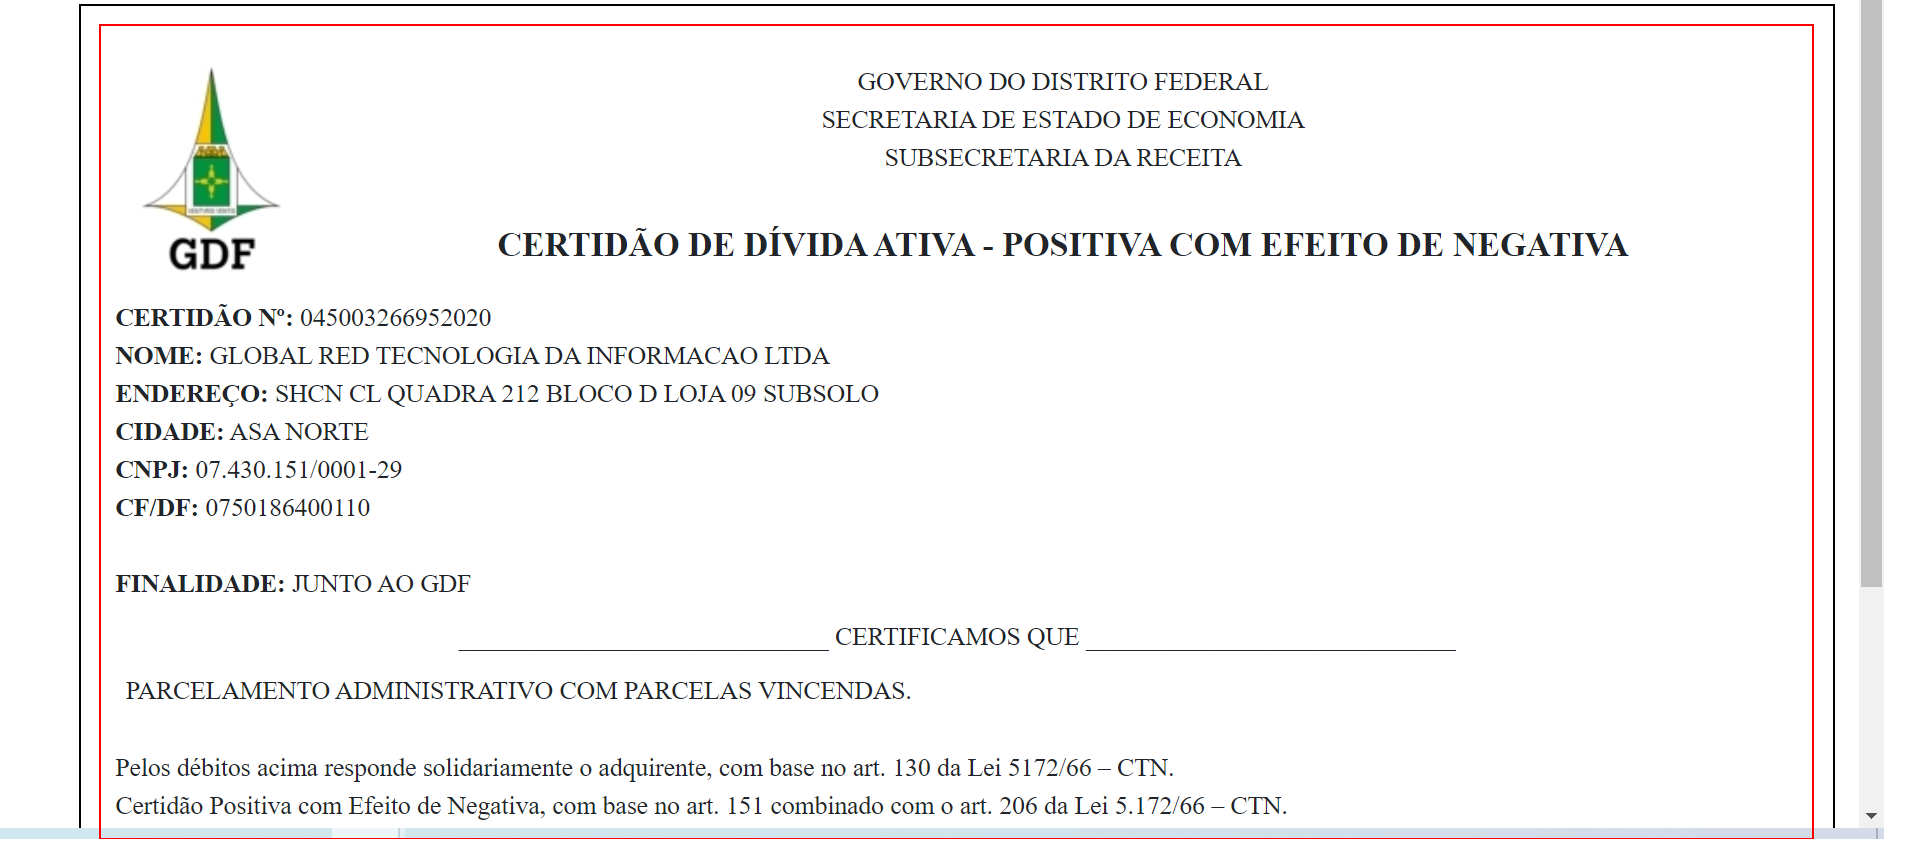 GOVERNO DO DISTRITO FEDERAL
SECRETARIA DE ESTADO DE ECONOMIA
SUBSECRETARIA DA RECEITA
GDF
CERTIDÃO DE DÍVIDA ATIVA - POSITIVA COM EFEITO DE NEGATIVA
CERTIDÃO Nº: 045003266952020
NOME: GLOBAL RED TECNOLOGIA DA INFORMACAO LTDA
ENDEREÇO: SHCN CL QUADRA 212 BLOCO D LOJA 09 SUBSOLO
CIDADE: ASA NORTE
CNPJ: 07.430.151/0001-29
CF/DF: 0750186400110
FINALIDADE: JUNTO AO GDF
_____________________________ CERTIFICAMOS QUE _____________________________
PARCELAMENTO ADMINISTRATIVO COM PARCELAS VINCENDAS.
Pelos débitos acima responde solidariamente o adquirente, com base no art. 130 da Lei 5172/66 – CTN.
Certidão Positiva com Efeito de Negativa, com base no art. 151 combinado com o art. 206 da Lei 5.172/66 – CTN.